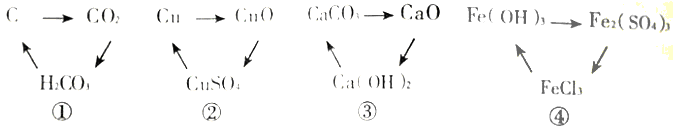 C → CO₂ Cu → CuO CaCO₃ → CaO Fe(OH)₃ → Fe₂(SO₄)₃
H₂CO₃ CuSO₄ Ca(OH)₂ FeCl₃
① ② ③ ④